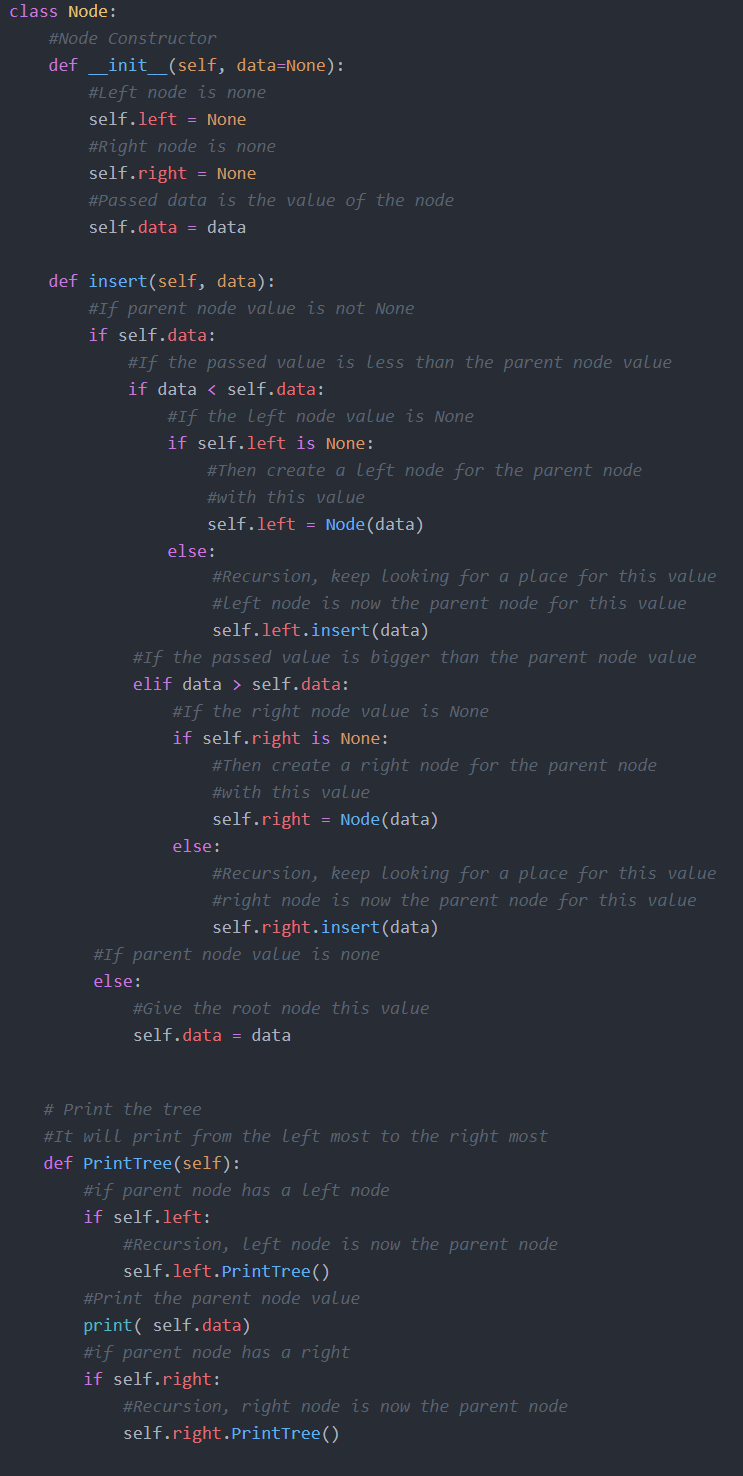 class Node:
    #Node Constructor
    def __init__(self, data=None):
        #Left node is none
        self.left = None
        #Right node is none
        self.right = None
        #Passed data is the value of the node
        self.data = data

    def insert(self, data):
        #If parent node value is not None
        if self.data:
            #If the passed value is less than the parent node value
            if data < self.data:
                #If the left node value is None
                if self.left is None:
                    #Then create a left node for the parent node
                    #with this value
                    self.left = Node(data)
                else:
                    #Recursion, keep looking for a place for this value
                    #left node is now the parent node for this value
                    self.left.insert(data)
            #If the passed value is bigger than the parent node value
            elif data > self.data:
                #If the right node value is None
                if self.right is None:
                    #Then create a right node for the parent node
                    #with this value
                    self.right = Node(data)
                else:
                    #Recursion, keep looking for a place for this value
                    #right node is now the parent node for this value
                    self.right.insert(data)
        #If parent node value is none
        else:
            #Give the root node this value
            self.data = data


    # Print the tree
    #It will print from the left most to the right most
    def PrintTree(self):
        #if parent node has a left node
        if self.left:
            #Recursion, left node is now the parent node
            self.left.PrintTree()
        #Print the parent node value
        print( self.data)
        #if parent node has a right
        if self.right:
            #Recursion, right node is now the parent node
            self.right.PrintTree()